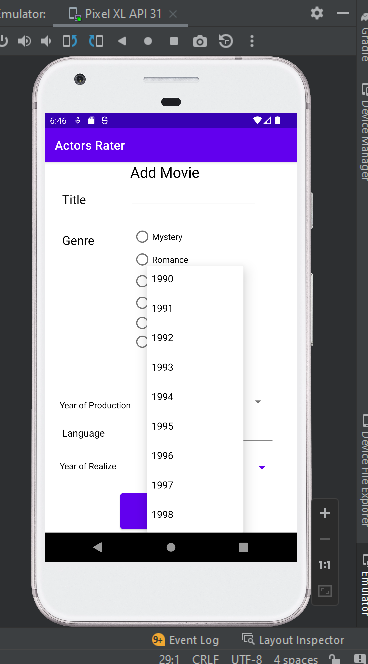 Emulator: Pixel XL API 31
6:46
Actors Rater
Add Movie
Title
Genre
Mystery
Romance
1990
1991
1992
1993
1994
1995
1996
1997
1998
Year of Production
Language
Year of Realize
1:1
Gradle
Device Manager
Device File Explorer
Emulator
9+ Event Log
Layout Inspector
29:1 CRLF UTF-8 4 spaces